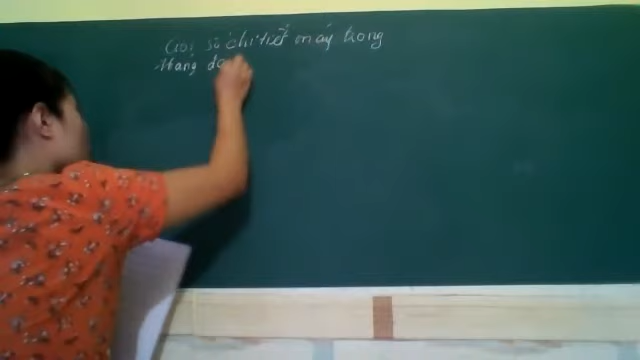 Gọi số chi tiết máy trong
tháng